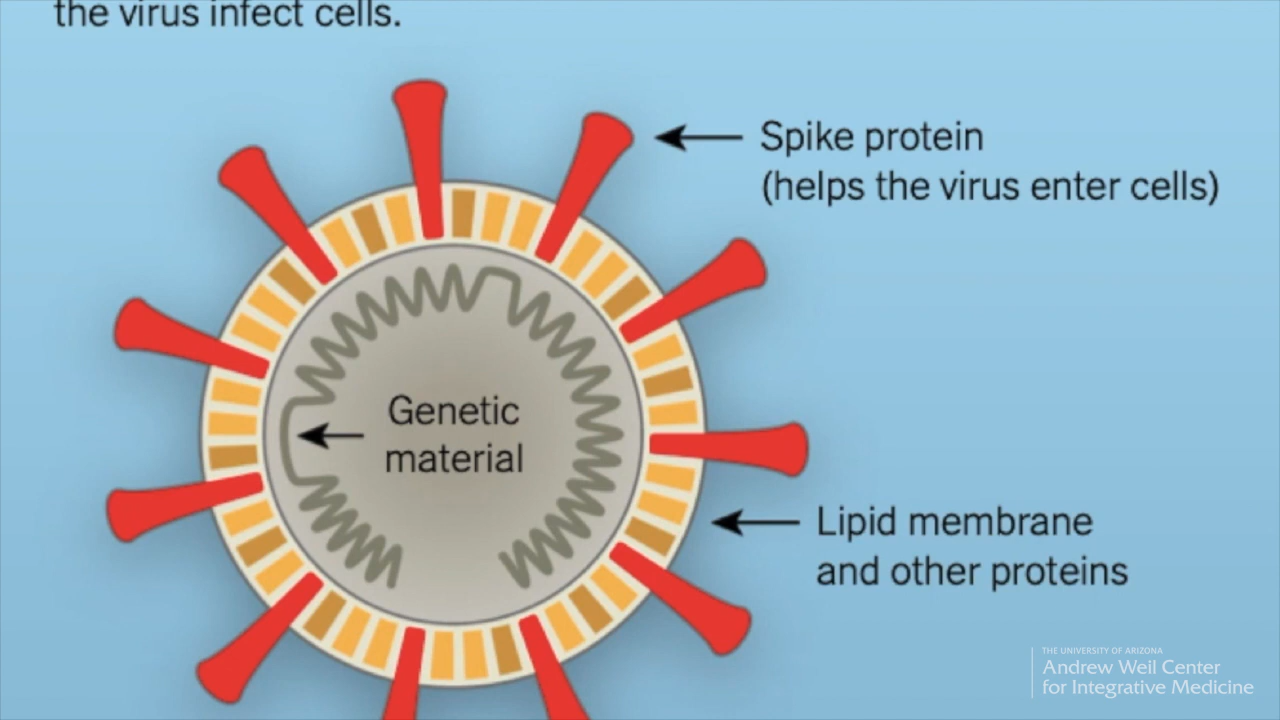 the virus infect cells.
Spike protein
(helps the virus enter cells)
Genetic
material
Lipid membrane
and other proteins
THE UNIVERSITY OF ARIZONA
Andrew Weil Center
for Integrative Medicine